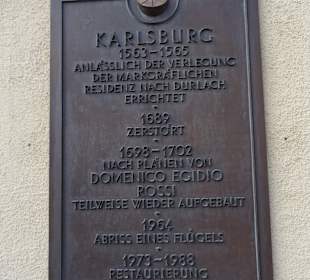 KARLSBURG
1563-1565
ANLÄSSLICH DER VERLEGUNG
DER MARKGRÄFLICHEN
RESIDENZ NACH DURLACH
ERRICHTET
1689
ZERSTÖRT
1698-1702
NACH PLÄNEN VON
DOMENICO EGIDIO
ROSSI
TEILWEISE WIEDER AUFGEBAUT
1964
ABRISS EINES FLÜGELS
1973-1988
RESTAURIERUNG